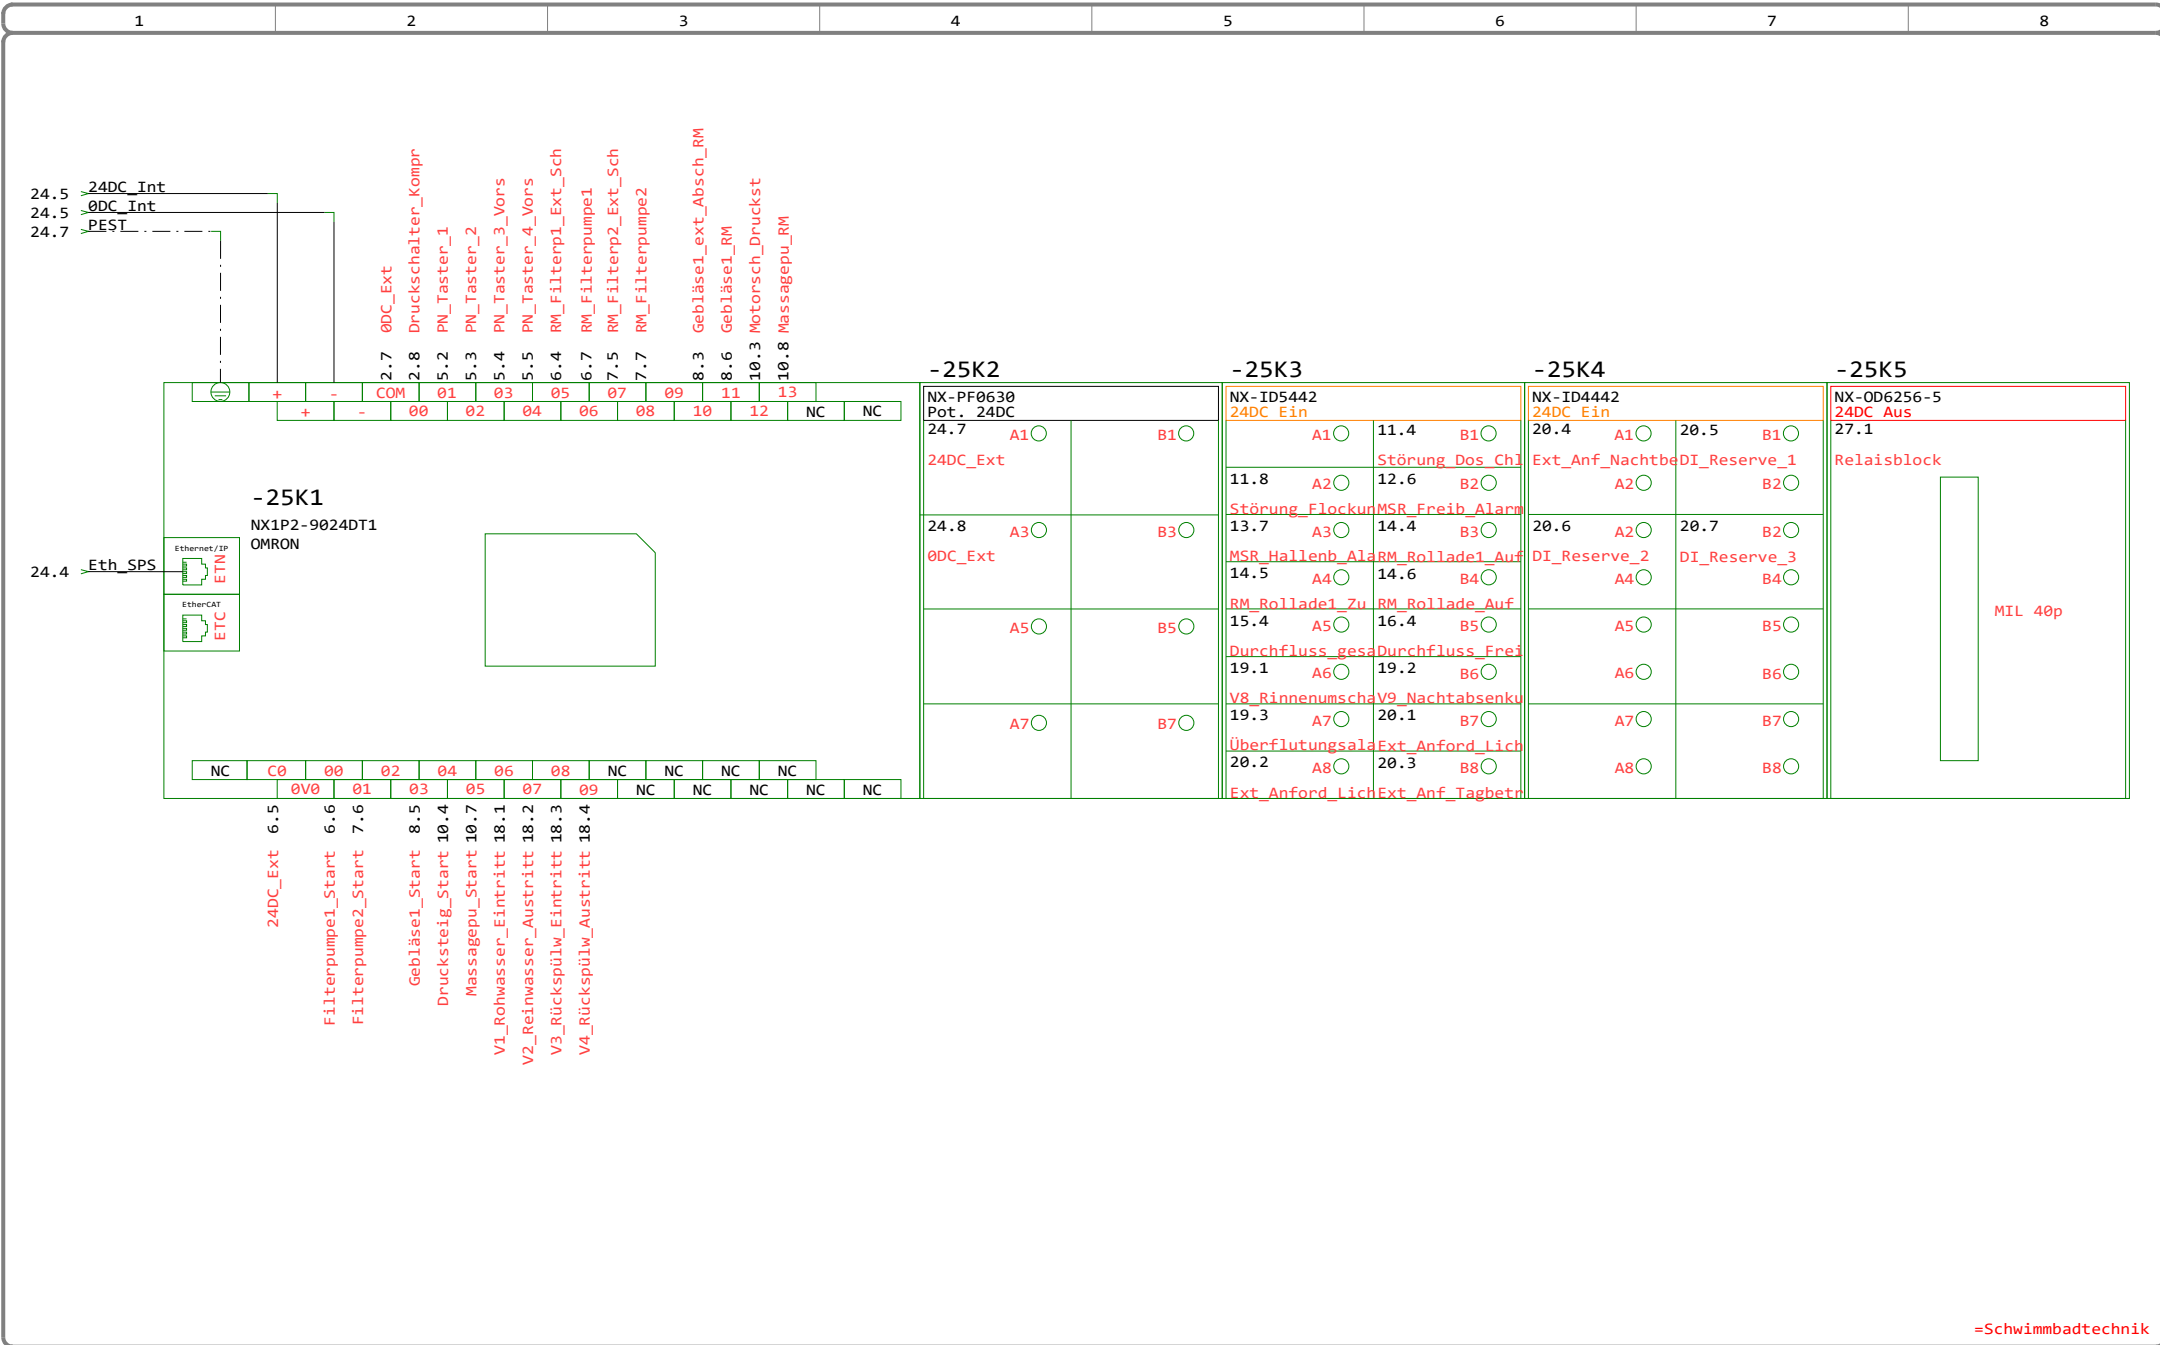 1 2 3 4 5 6 7 8
24.5 24DC_Int
24.5 0DC_Int
24.7 PEST
2.7 0DC_Ext
2.8 Druckschalter_Kompr
5.2 PN_Taster_1
5.3 PN_Taster_2
5.4 PN_Taster_3_Vors
5.5 PN_Taster_4_Vors
6.4 RM_Filterp1_Ext_Sch
6.7 RM_Filterpumpe1
7.5 RM_Filterp2_Ext_Sch
7.7 RM_Filterpumpe2
8.3 Gebläse1_ext_Absch_RM
8.6 Gebläse1_RM
10.3 Motorsch_Druckst
10.8 Massagepu_RM
+ - COM 01 03 05 07 09 11 13
+ - 00 02 04 06 08 10 12 NC NC
-25K1
NX1P2-9024DT1
OMRON
24.4 Eth_SPS
Ethernet/IP
ETN
EtherCAT
ETC
NC C0 00 02 04 06 08 NC NC NC NC
0V0 01 03 05 07 09 NC NC NC NC NC
6.5 24DC_Ext
6.6 Filterpumpe1_Start
7.6 Filterpumpe2_Start
8.5 Gebläse1_Start
10.4 Drucksteig_Start
10.7 Massagepu_Start
18.1 V1_Rohwasser_Eintritt
18.2 V2_Reinwasser_Austritt
18.3 V3_Rückspülw_Eintritt
18.4 V4_Rückspülw_Austritt
-25K2
NX-PF0630
Pot. 24DC
24.7 A1 B1
24DC_Ext
24.8 A3 B3
0DC_Ext
A5 B5
A7 B7
-25K3
NX-ID5442
24DC Ein
A1 11.4 B1
Störung_Dos_Chl
11.8 A2 12.6 B2
Störung_Flockun MSR_Freib_Alarm
13.7 A3 14.4 B3
MSR_Hallenb_Ala RM_Rollade1_Auf
14.5 A4 14.6 B4
RM_Rollade1_Zu RM_Rollade_Auf
15.4 A5 16.4 B5
Durchfluss_gesa Durchfluss_Frei
19.1 A6 19.2 B6
V8_Rinnenumscha V9_Nachtabsenku
19.3 A7 20.1 B7
Überflutungsala Ext_Anford_Lich
20.2 A8 20.3 B8
Ext_Anford_Lich Ext_Anf_Tagbetr
-25K4
NX-ID4442
24DC Ein
20.4 A1 20.5 B1
Ext_Anf_Nachtbe DI_Reserve_1
A2 B2
20.6 A2 20.7 B2
DI_Reserve_2 DI_Reserve_3
A4 B4
A5 B5
A6 B6
A7 B7
A8 B8
-25K5
NX-OD6256-5
24DC Aus
27.1
Relaisblock
MIL 40p
=Schwimmbadtechnik